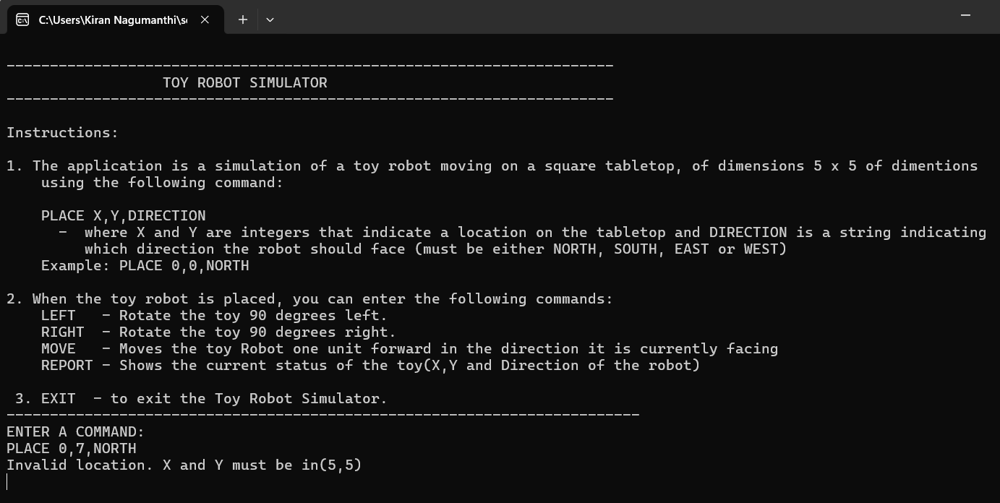 C:\Users\Kiran Nagumanthi\s
----------------------------------------------------------------------
TOY ROBOT SIMULATOR
----------------------------------------------------------------------
Instructions:
1. The application is a simulation of a toy robot moving on a square tabletop, of dimensions 5 x 5 of dimentions
using the following command:
PLACE X,Y,DIRECTION
- where X and Y are integers that indicate a location on the tabletop and DIRECTION is a string indicating
which direction the robot should face (must be either NORTH, SOUTH, EAST or WEST)
Example: PLACE 0,0,NORTH
2. When the toy robot is placed, you can enter the following commands:
LEFT - Rotate the toy 90 degrees left.
RIGHT - Rotate the toy 90 degrees right.
MOVE - Moves the toy Robot one unit forward in the direction it is currently facing
REPORT - Shows the current status of the toy(X,Y and Direction of the robot)
3. EXIT - to exit the Toy Robot Simulator.
-------------------------------------------------------------------------
ENTER A COMMAND:
PLACE 0,7,NORTH
Invalid location. X and Y must be in(5,5)